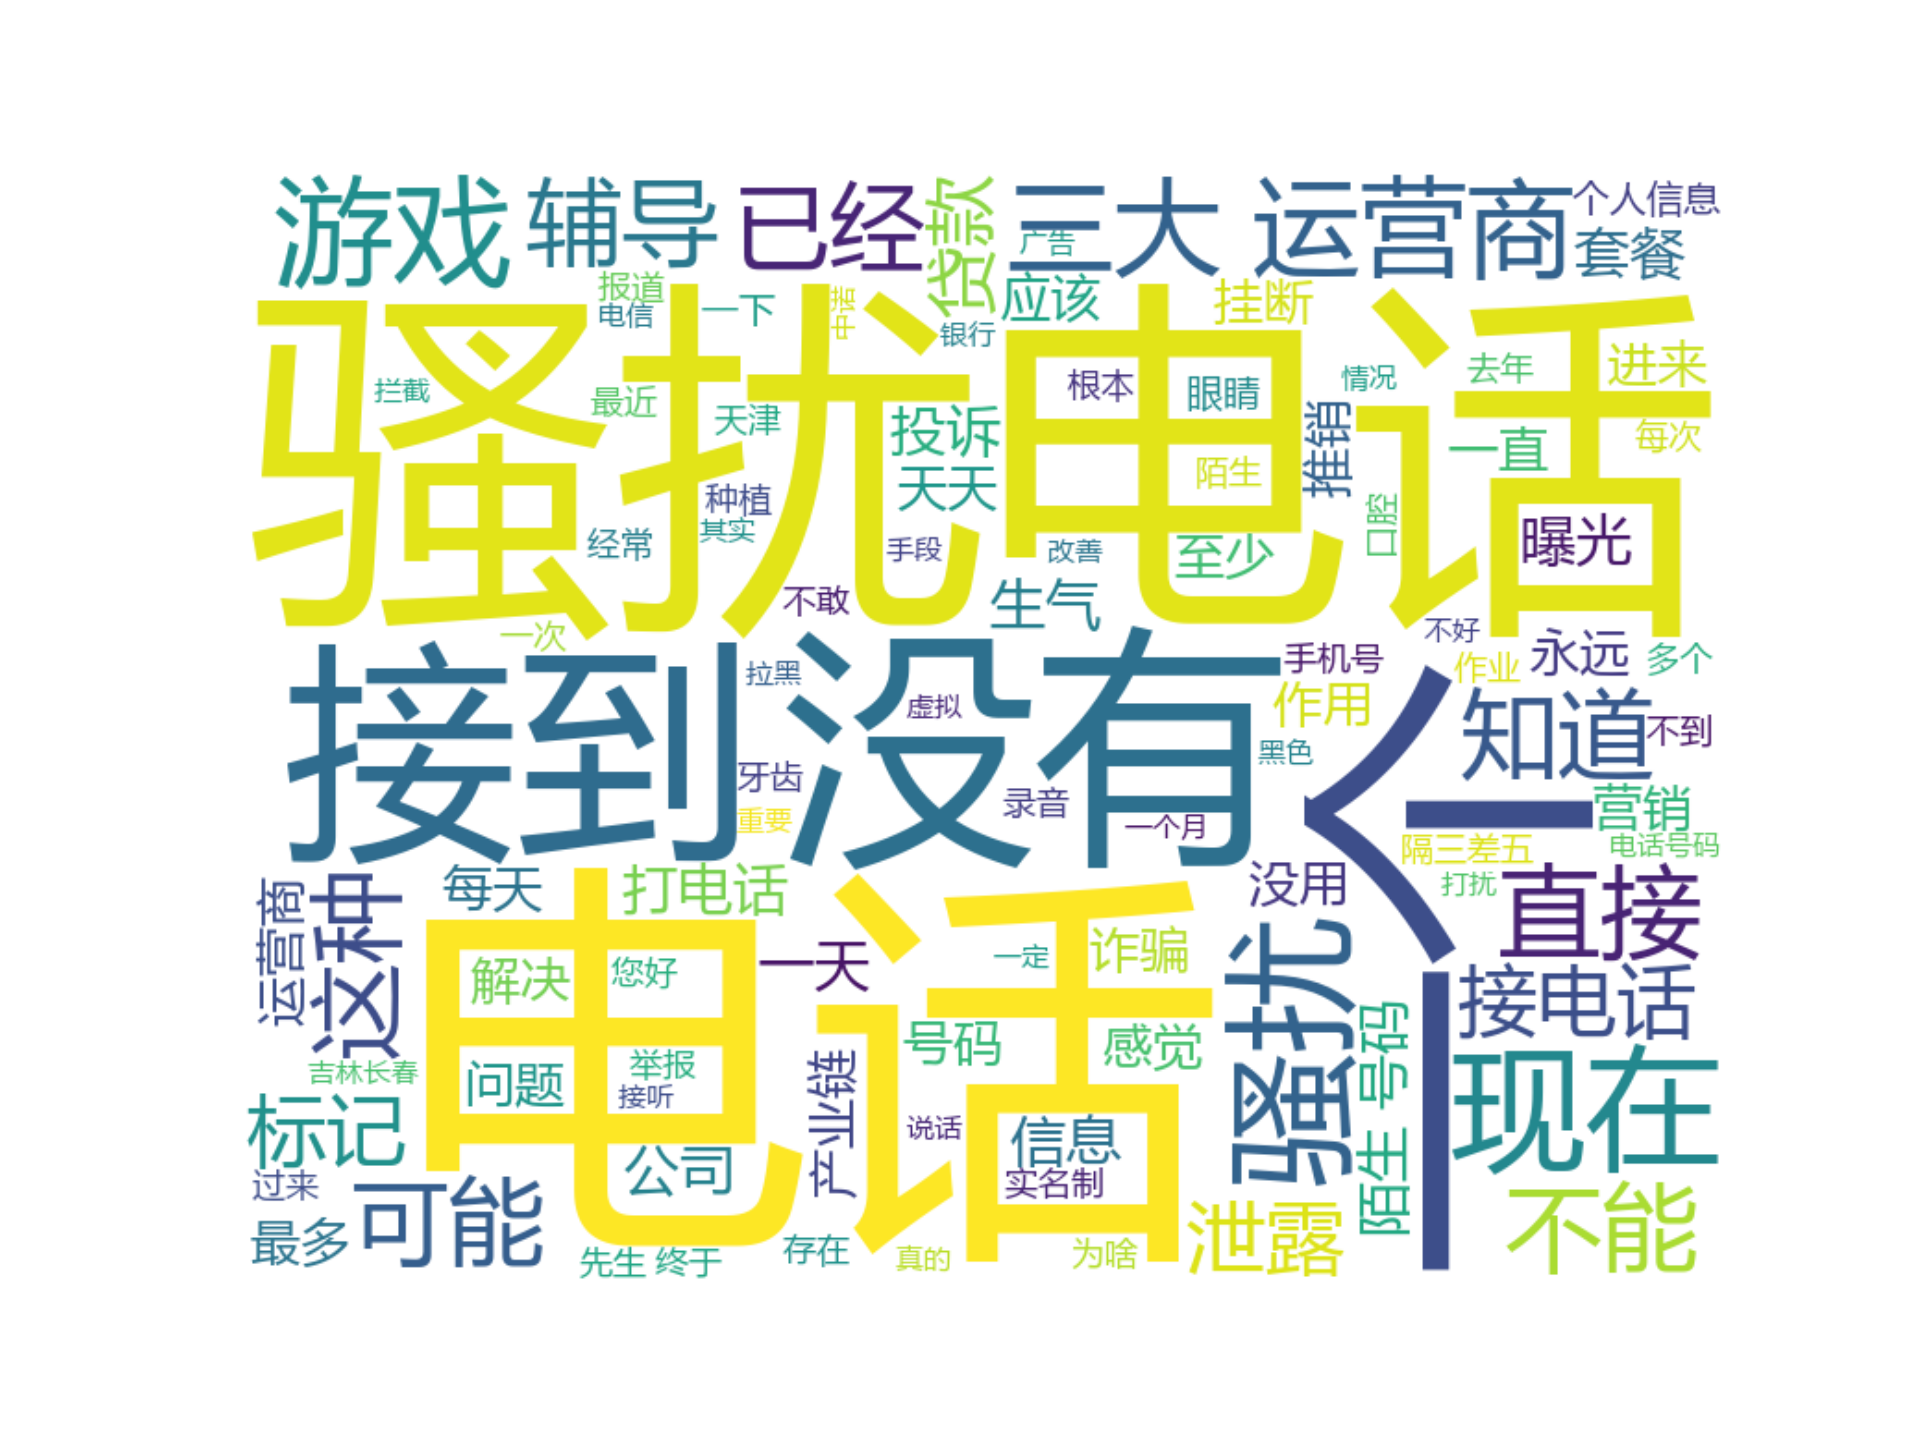 游戏
辅导
已经
贷款
三大 运营商
个人信息
套餐
广告
报道
电信
一下
中诺
应该
挂断
骚扰电话
银行
拦截
最近
天津
投诉
根本
眼睛
情况
去年
进来
推销
一直
每次
陌生
天天
种植
经常
其实
手段
改善
至少
口腔
曝光
不敢
生气
一次
接到
没有
拉黑
虚拟
手机号
不好
作业
永远
多个
作用
个人
知道
不到
黑色
牙齿
重要
录音
一个月
营销
隔三差五
电话号码
打扰
没用
直接
每天
打电话
运营商
这种
电话
解决
您好
一天
一定
诈骗
骚扰
接电话
陌生 号码
号码
感觉
问题
举报
接听
产业链
说话
信息
实名制
现在
吉林长春
标记
过来
公司
最多
可能
先生 终于
存在
真的
为啥
泄露
不能